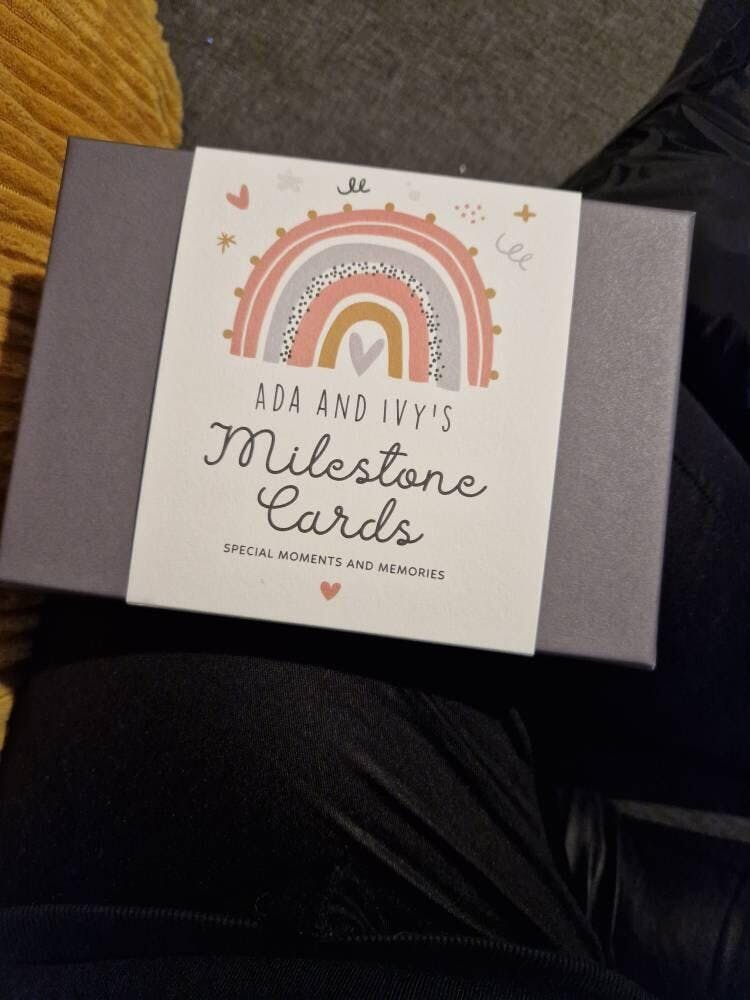 ADA AND IVY'S
Milestone
Cards
SPECIAL MOMENTS AND MEMORIES